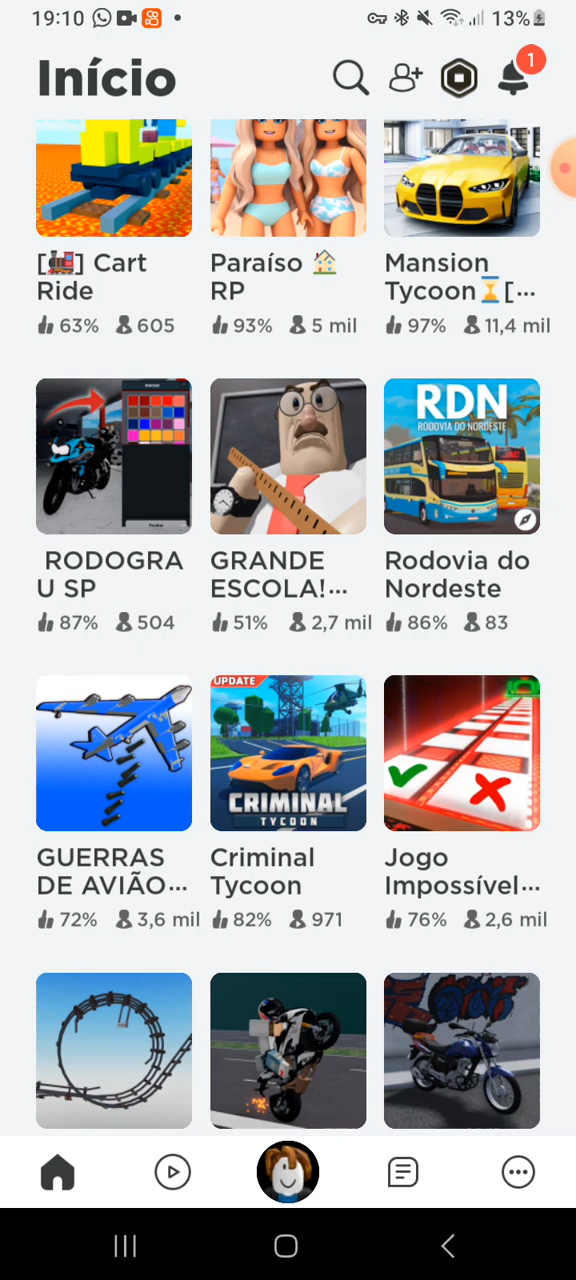 19:10
13%
Início
1
[🚂] Cart
Ride
63% 605
Paraíso 🏠
RP
93% 5 mil
Mansion
Tycoon⏳[...
97% 11,4 mil
RODOGRA
U SP
87% 504
GRANDE
ESCOLA!...
51% 2,7 mil
RDN
RODOVIA DO NORDESTE
Rodovia do
Nordeste
86% 83
GUERRAS
DE AVIÃO...
72% 3,6 mil
UPDATE
CRIMINAL
TYCOON
Criminal
Tycoon
82% 971
Jogo
Impossível...
76% 2,6 mil